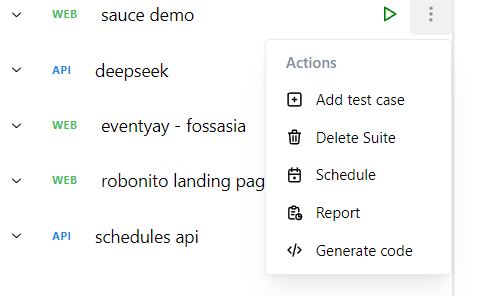 WEB sauce demo
Actions
API deepseek
Add test case
WEB eventyay - fossasia
Delete Suite
WEB robonito landing pag
Schedule
API schedules api
Report
Generate code